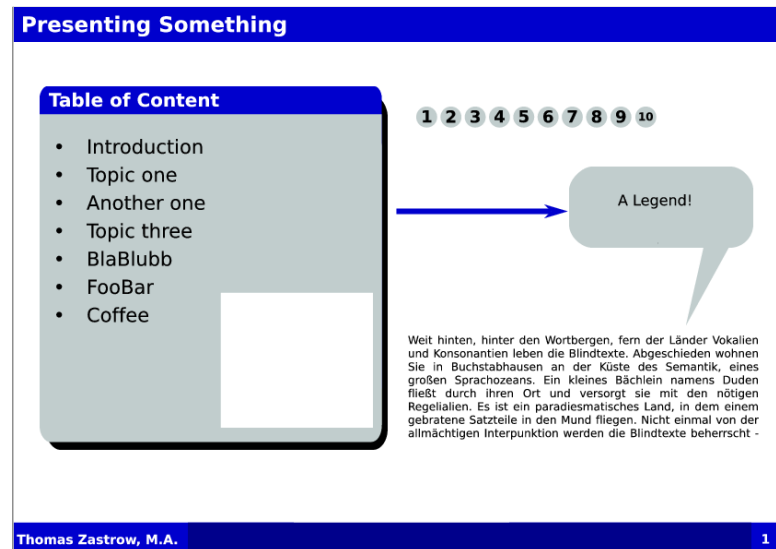 Presenting Something
Table of Content
• Introduction
• Topic one
• Another one
• Topic three
• BlaBlubb
• FooBar
• Coffee
1 2 3 4 5 6 7 8 9 10
A Legend!
Weit hinten, hinter den Wortbergen, fern der Länder Vokalien
und Konsonantien leben die Blindtexte. Abgeschieden wohnen
Sie in Buchstabhausen an der Küste des Semantik, eines
großen Sprachozeans. Ein kleines Bächlein namens Duden
fließt durch ihren Ort und versorgt sie mit den nötigen
Regelialien. Es ist ein paradiesmatisches Land, in dem einem
gebratene Satzteile in den Mund fliegen. Nicht einmal von der
allmächtigen Interpunktion werden die Blindtexte beherrscht -
Thomas Zastrow, M.A.
1